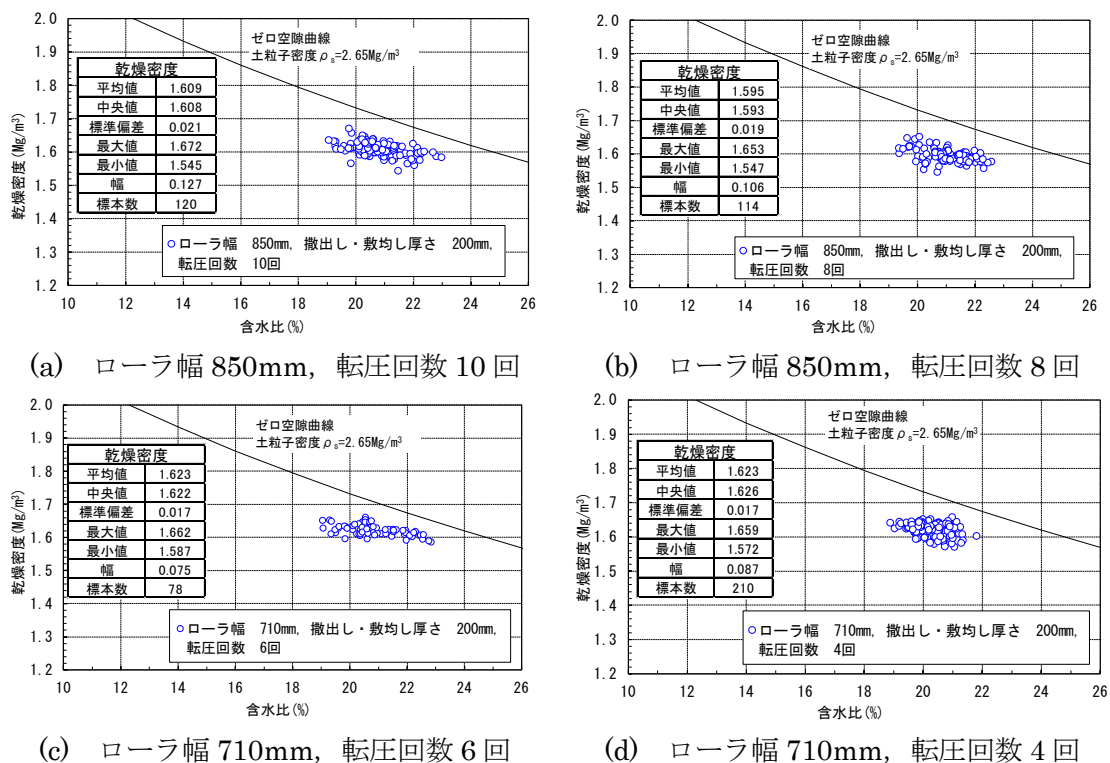 2.0
1.9
1.8
1.7
1.6
1.5
1.4
1.3
1.2
乾燥密度(Mg/m³)
ゼロ空隙曲線
土粒子密度ρs=2.65Mg/m³
乾燥密度
平均値 1.609
中央値 1.608
標準偏差 0.021
最大値 1.672
最小値 1.545
幅 0.127
標本数 120
ローラ幅 850mm, 撒出し・敷均し厚さ 200mm,
転圧回数 10回
10 12 14 16 18 20 22 24 26
含水比(%)
(a) ローラ幅 850mm, 転圧回数 10 回
2.0
1.9
1.8
1.7
1.6
1.5
1.4
1.3
1.2
乾燥密度(Mg/m³)
ゼロ空隙曲線
土粒子密度ρs=2.65Mg/m³
乾燥密度
平均値 1.595
中央値 1.593
標準偏差 0.019
最大値 1.653
最小値 1.547
幅 0.106
標本数 114
ローラ幅 850mm, 撒出し・敷均し厚さ 200mm,
転圧回数 8回
10 12 14 16 18 20 22 24 26
含水比(%)
(b) ローラ幅 850mm, 転圧回数 8 回
2.0
1.9
1.8
1.7
1.6
1.5
1.4
1.3
1.2
乾燥密度(Mg/m³)
ゼロ空隙曲線
土粒子密度ρs=2.65Mg/m³
乾燥密度
平均値 1.623
中央値 1.622
標準偏差 0.017
最大値 1.662
最小値 1.587
幅 0.075
標本数 78
ローラ幅 710mm, 撒出し・敷均し厚さ 200mm,
転圧回数 6回
10 12 14 16 18 20 22 24 26
含水比(%)
(c) ローラ幅 710mm, 転圧回数 6 回
2.0
1.9
1.8
1.7
1.6
1.5
1.4
1.3
1.2
乾燥密度(Mg/m³)
ゼロ空隙曲線
土粒子密度ρs=2.65Mg/m³
乾燥密度
平均値 1.623
中央値 1.626
標準偏差 0.017
最大値 1.659
最小値 1.572
幅 0.087
標本数 210
ローラ幅 710mm, 撒出し・敷均し厚さ 200mm,
転圧回数 4回
10 12 14 16 18 20 22 24 26
含水比(%)
(d) ローラ幅 710mm, 転圧回数 4 回